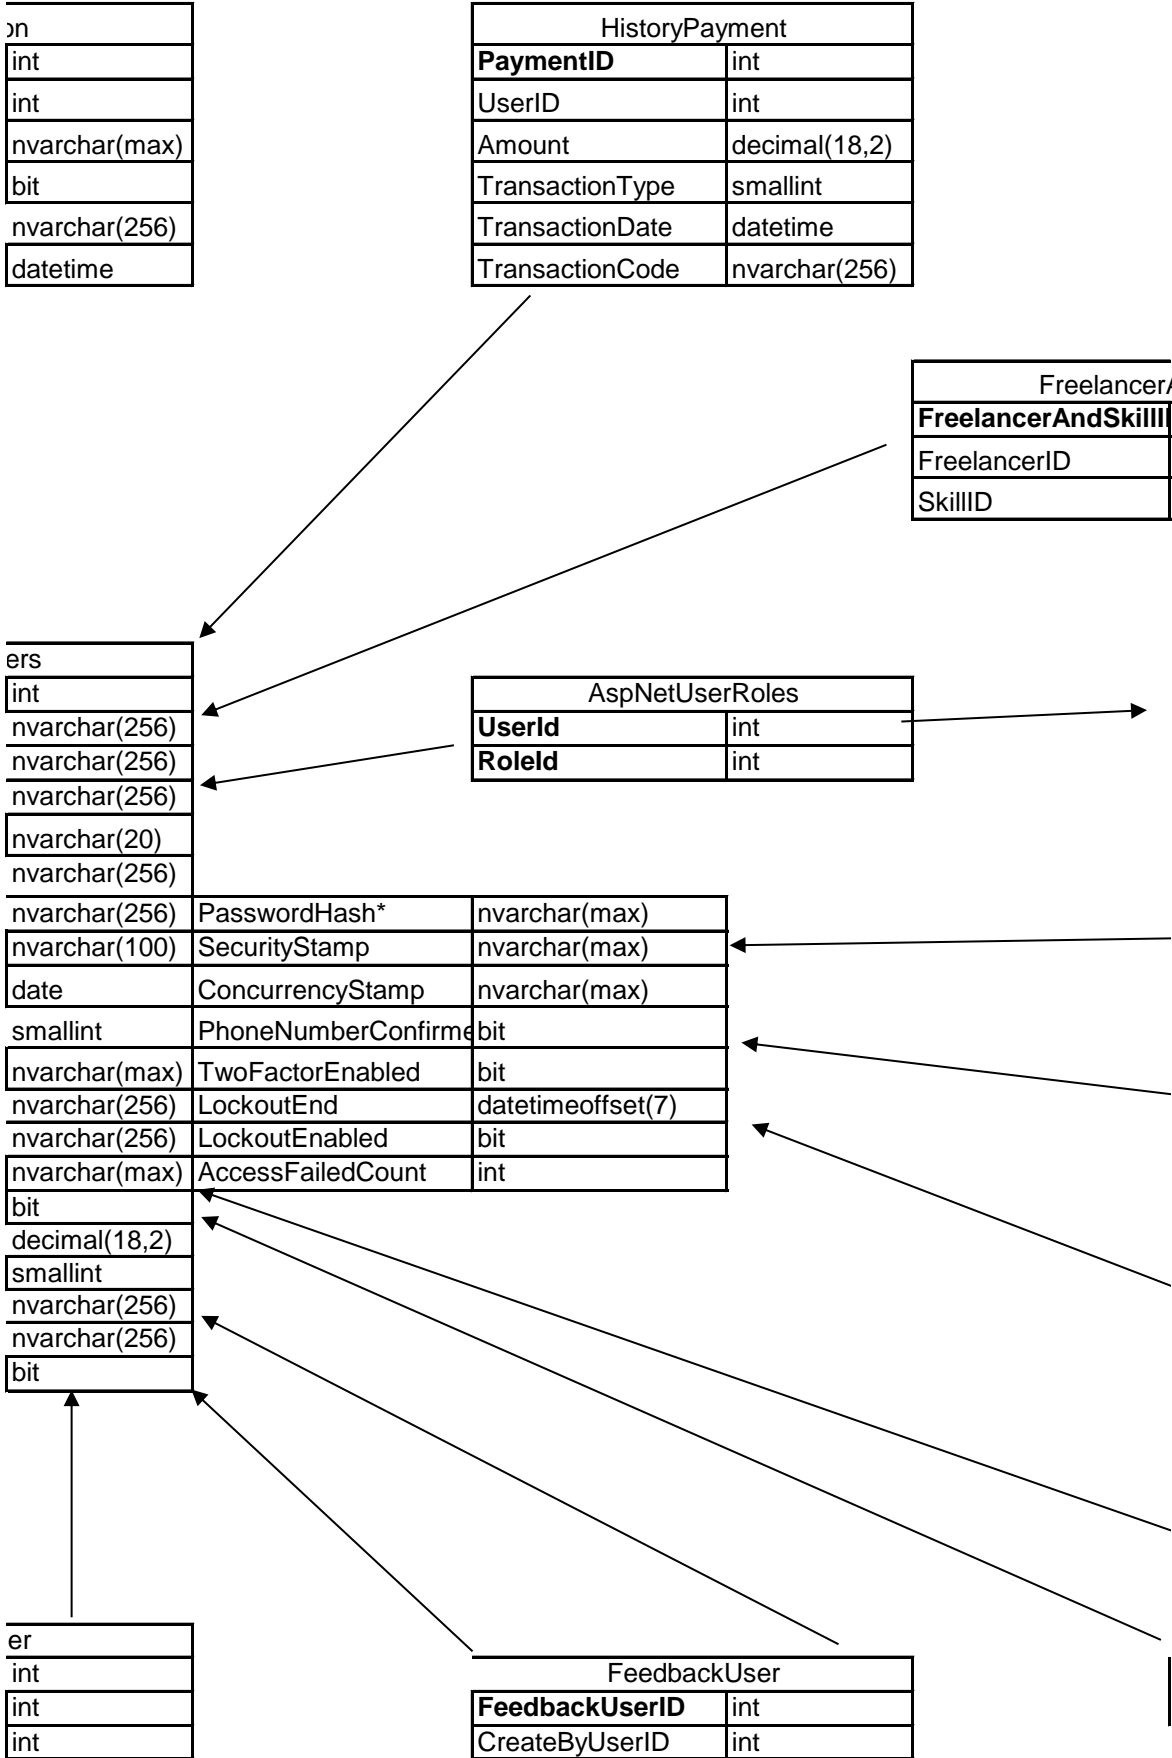 on
int
int
nvarchar(max)
bit
nvarchar(256)
datetime
HistoryPayment
PaymentID int
UserID int
Amount decimal(18,2)
TransactionType smallint
TransactionDate datetime
TransactionCode nvarchar(256)
FreelancerA
FreelancerAndSkillI
FreelancerID
SkillID
ers
int
nvarchar(256)
nvarchar(256)
nvarchar(256)
nvarchar(20)
nvarchar(256)
AspNetUserRoles
UserId int
RoleId int
nvarchar(256) PasswordHash* nvarchar(max)
nvarchar(100) SecurityStamp nvarchar(max)
date ConcurrencyStamp nvarchar(max)
smallint PhoneNumberConfirme bit
nvarchar(max) TwoFactorEnabled bit
nvarchar(256) LockoutEnd datetimeoffset(7)
nvarchar(256) LockoutEnabled bit
nvarchar(max) AccessFailedCount int
bit
decimal(18,2)
smallint
nvarchar(256)
nvarchar(256)
bit
er
int
int
int
FeedbackUser
FeedbackUserID int
CreateByUserID int